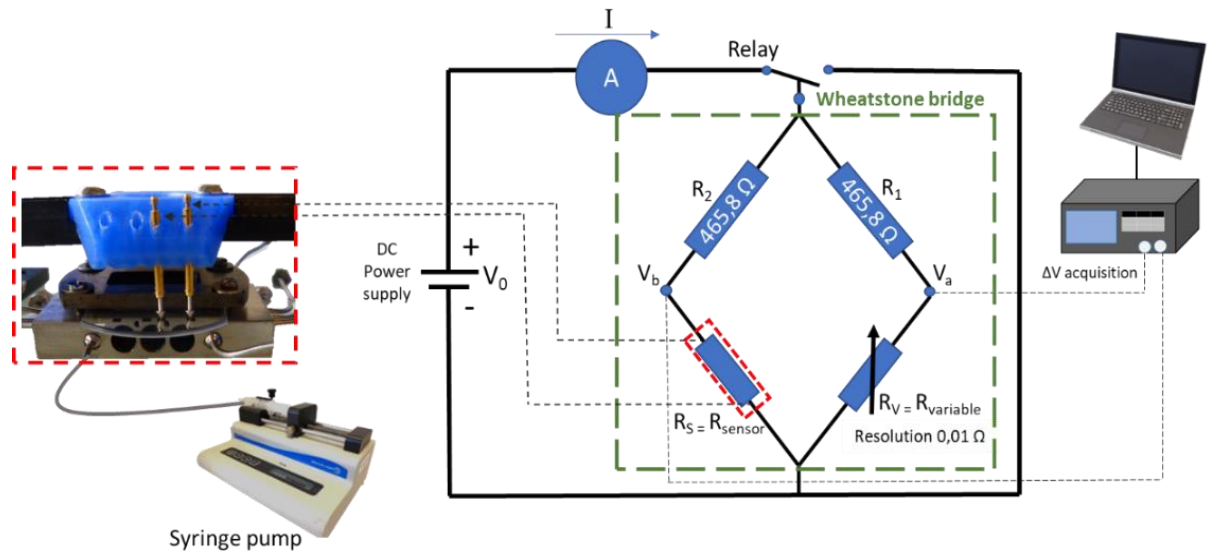 I
A
Relay
Wheatstone bridge
R2
465,8 Ω
R1
465,8 Ω
DC
Power
supply
+
V0
-
Vb
Va
ΔV acquisition
RS = Rsensor
RV = Rvariable
Resolution 0,01 Ω
Syringe pump